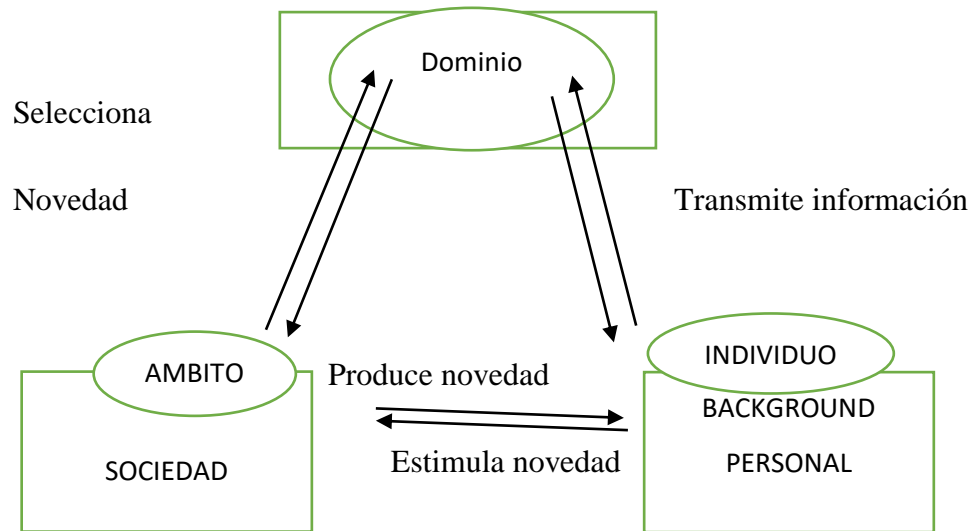 Dominio
Selecciona
Novedad
Transmite información
AMBITO
INDIVIDUO
Produce novedad
BACKGROUND
SOCIEDAD
Estimula novedad
PERSONAL